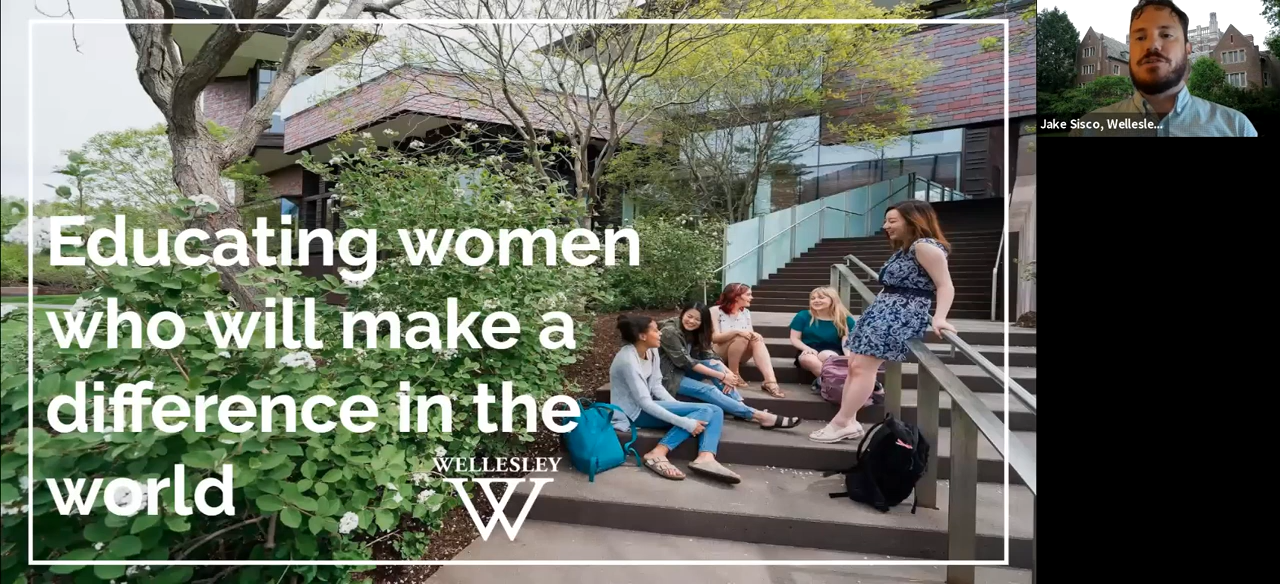 Educating women
who will make a
difference in the
world
WELLESLEY
W
Jake Sisco, Wellesle...